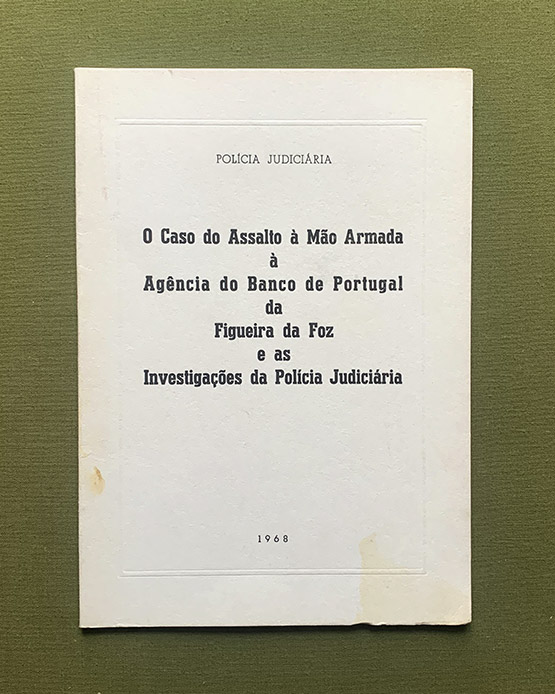 POLÍCIA JUDICIÁRIA
O Caso do Assalto à Mão Armada
à
Agência do Banco de Portugal
da
Figueira da Foz
e as
Investigações da Polícia Judiciária
1968